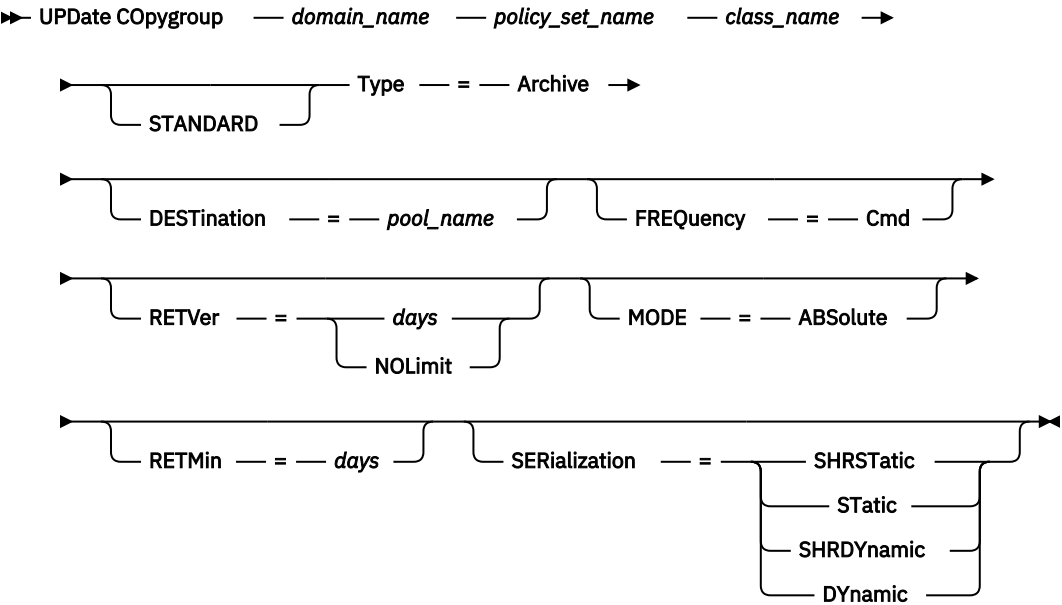 UPDate COpygroup domain_name policy_set_name class_name
Type = Archive
STANDARD
DESTination = pool_name FREQuency = Cmd
RETVer = days MODE = ABSolute
NOLimit
RETMin = days SERialization = SHRSTatic
STatic
SHRDYnamic
DYnamic